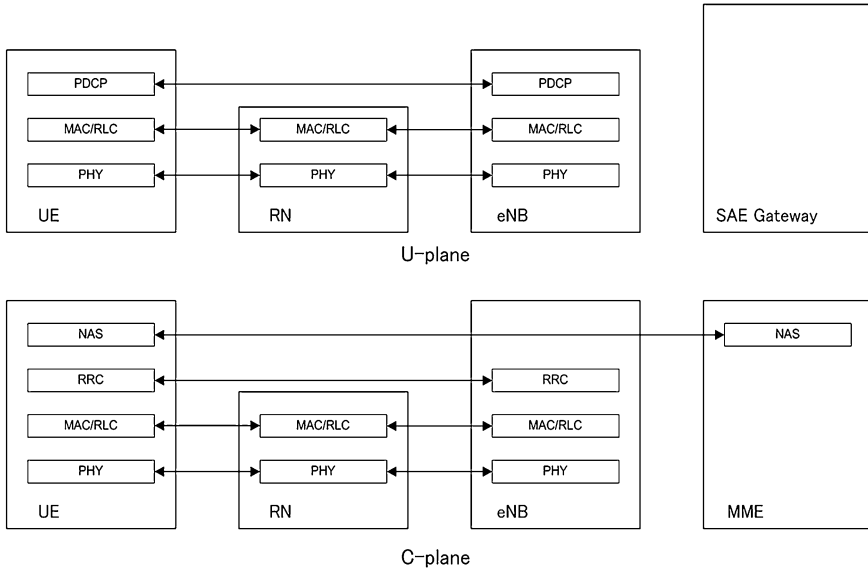 PDCP PDCP
MAC/RLC MAC/RLC MAC/RLC
PHY PHY PHY
UE RN eNB SAE Gateway
U-plane
NAS NAS
RRC RRC
MAC/RLC MAC/RLC MAC/RLC
PHY PHY PHY
UE RN eNB MME
C-plane